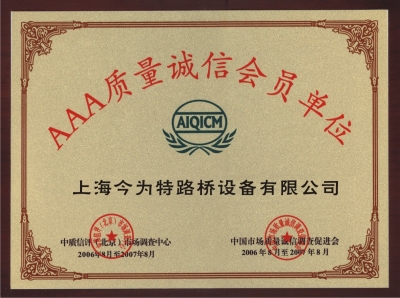 AAA质量诚信会员单位
AIQICM
上海今为特路桥设备有限公司
中质信评（北京）市场调查中心
2006年8月至2007年8月
中国市场质量诚信调查促进会
2006年8月至2007年8月